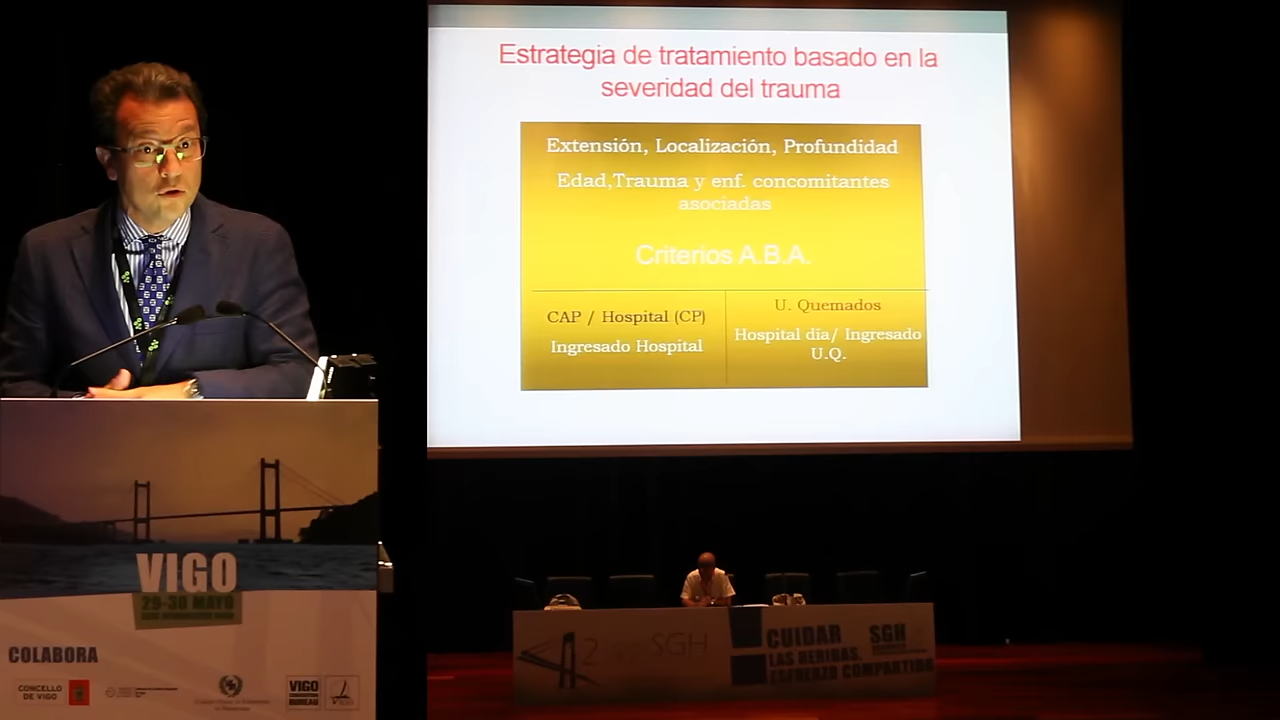 Estrategia de tratamiento basado en la
severidad del trauma
Extensión, Localización, Profundidad
Edad,Trauma y enf. concomitantes
asociadas
Criterios A.B.A.
CAP / Hospital (CP)
Ingresado Hospital
U. Quemados
Hospital día/ Ingresado
U.Q.
VIGO
29-30 MAYO
COLABORA
CONCELLO
DE VIGO
VIGO
BUREAU
SGH
CUIDAR
LAS HERIDAS,
ESFUERZO COMPARTIDO
SGH